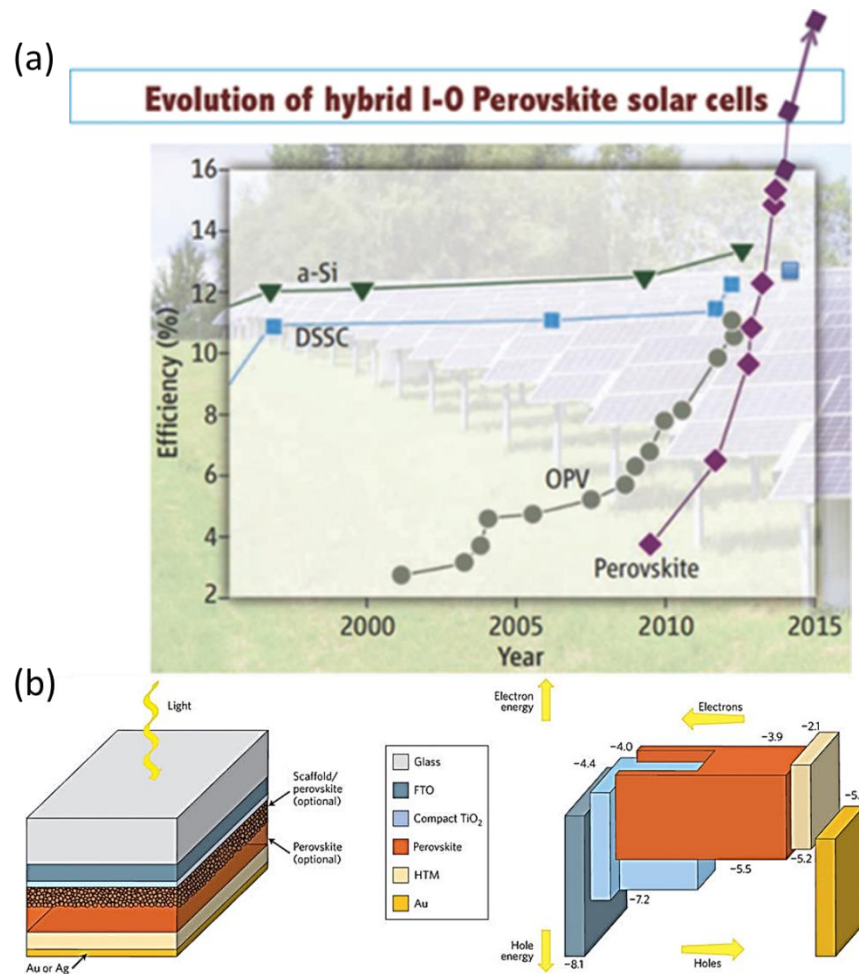 (a)
Evolution of hybrid I-O Perovskite solar cells
16
14
12
10
8
6
4
2
Efficiency (%)
a-Si
DSSC
OPV
Perovskite
2000
2005
2010
2015
Year
(b)
Light
Scaffold/
perovskite
(optional)
Perovskite
(optional)
Au or Ag
Glass
FTO
Compact TiO₂
Perovskite
HTM
Au
Electron
energy
Electrons
-2.1
-3.9
-4.0
-4.4
-5.2
-5.5
-7.2
-8.1
Hole
energy
Holes